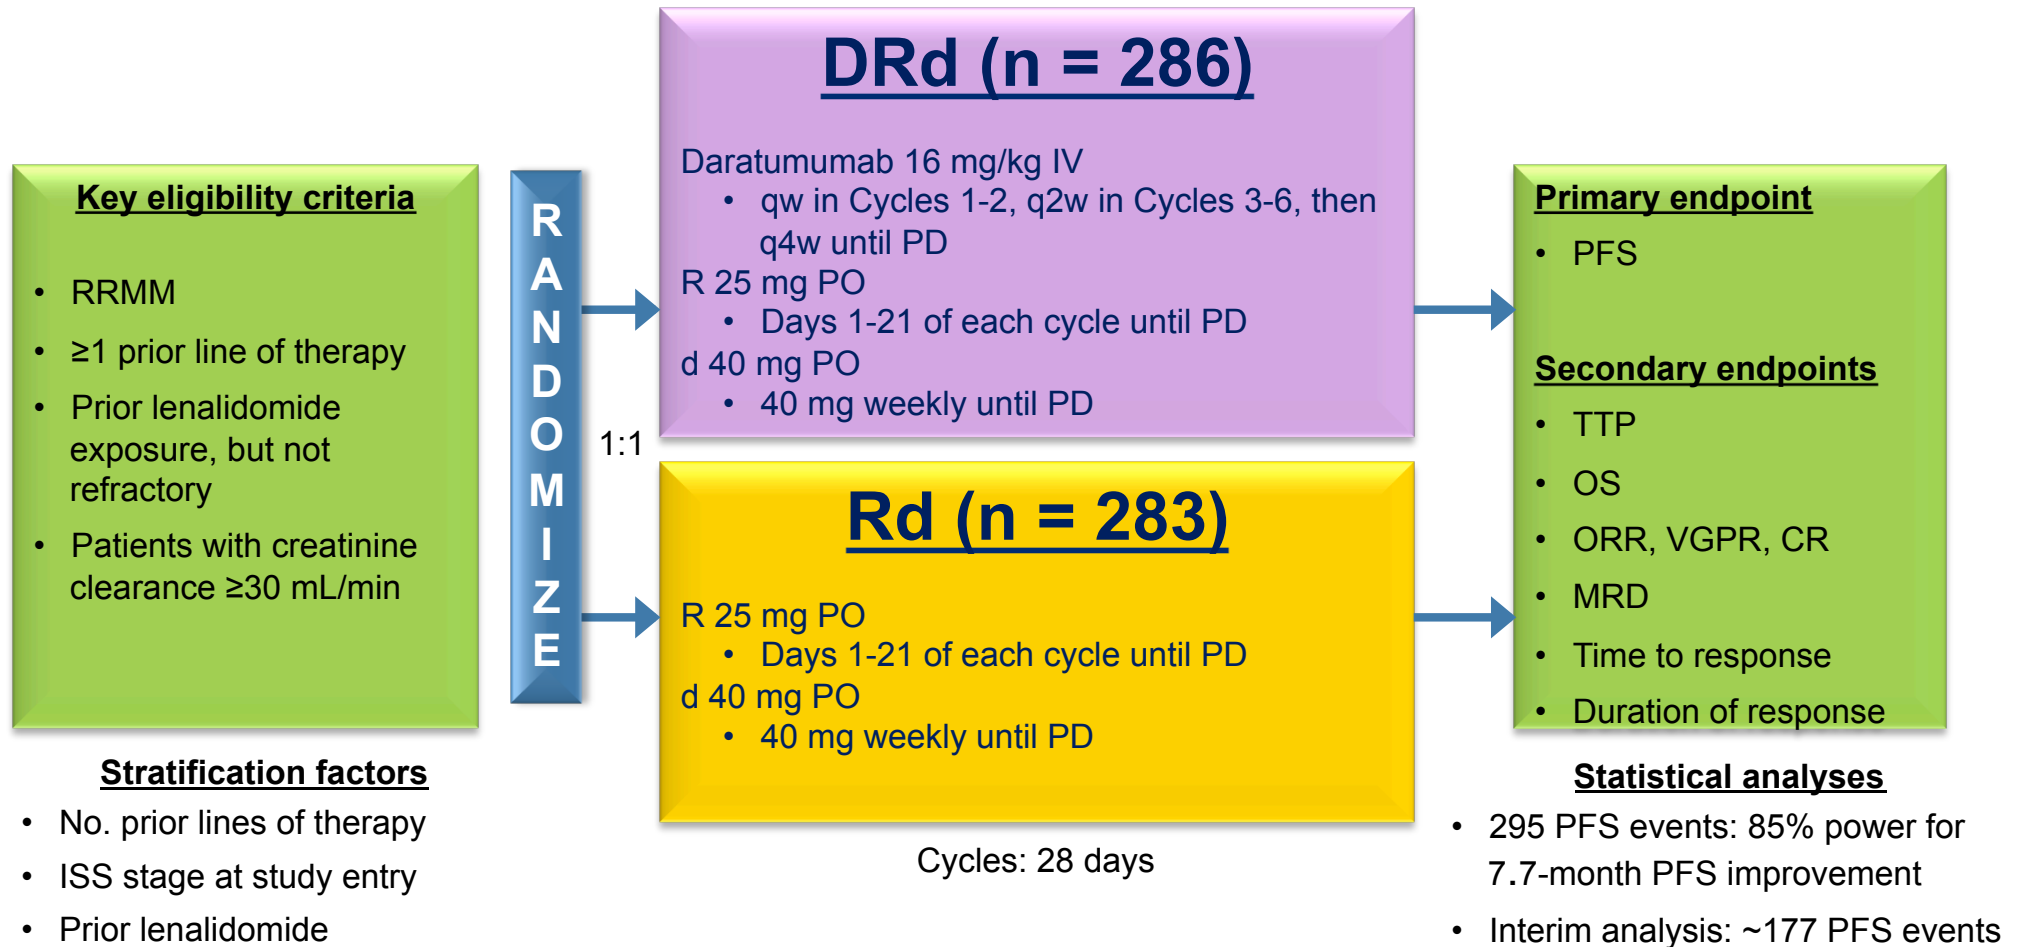 Key eligibility criteria
• RRMM
• ≥1 prior line of therapy
• Prior lenalidomide
exposure, but not
refractory
• Patients with creatinine
clearance ≥30 mL/min
Stratification factors
• No. prior lines of therapy
• ISS stage at study entry
• Prior lenalidomide
R
A
N
D
O
M
I
Z
E
1:1
DRd (n = 286)
Daratumumab 16 mg/kg IV
• qw in Cycles 1-2, q2w in Cycles 3-6, then
q4w until PD
R 25 mg PO
• Days 1-21 of each cycle until PD
d 40 mg PO
• 40 mg weekly until PD
Rd (n = 283)
R 25 mg PO
• Days 1-21 of each cycle until PD
d 40 mg PO
• 40 mg weekly until PD
Cycles: 28 days
Primary endpoint
• PFS
Secondary endpoints
• TTP
• OS
• ORR, VGPR, CR
• MRD
• Time to response
• Duration of response
Statistical analyses
• 295 PFS events: 85% power for
7.7-month PFS improvement
• Interim analysis: ~177 PFS events